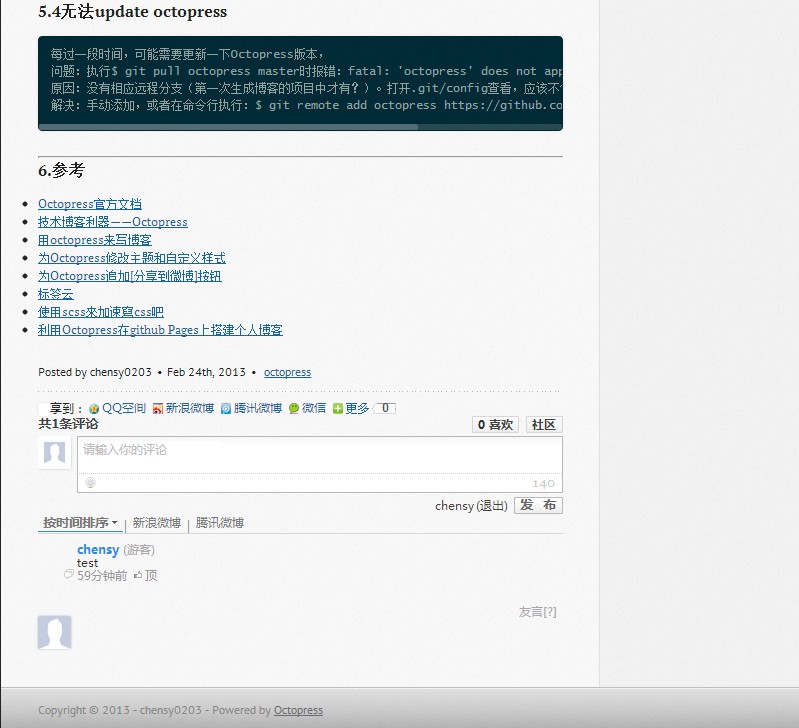 5.4无法update octopress
每过一段时间，可能需要更新一下Octopress版本，
问题：执行$ git pull octopress master时报错：fatal: 'octopress' does not app
原因：没有相应远程分支（第一次生成博客的项目中才有？）。打开.git/config查看，应该不
解决：手动添加，或者在命令行执行：$ git remote add octopress https://github.co
6.参考
Octopress官方文档
技术博客利器——Octopress
用octopress来写博客
为Octopress修改主题和自定义样式
为Octopress追加[分享到微博]按钮
标签云
使用scss來加速寫css吧
利用Octopress在github Pages上搭建个人博客
Posted by chensy0203 • Feb 24th, 2013 • octopress
享到： QQ空间 新浪微博 腾讯微博 微信 更多 0
共1条评论 0 喜欢 社区
请输入你的评论
@ 140
chensy (退出) 发 布
按时间排序 | 新浪微博 | 腾讯微博
chensy (游客)
test
59分钟前 顶
友言[?]
Copyright © 2013 - chensy0203 - Powered by Octopress